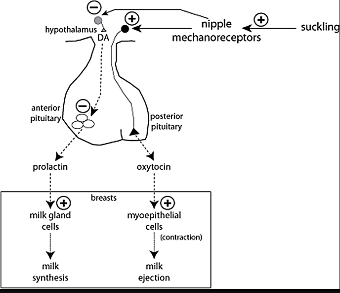 hypothalamus
DA
nipple
mechanoreceptors
suckling
anterior
pituitary
posterior
pituitary
prolactin
oxytocin
breasts
milk gland
cells
myoepithelial
cells
(contraction)
milk
synthesis
milk
ejection